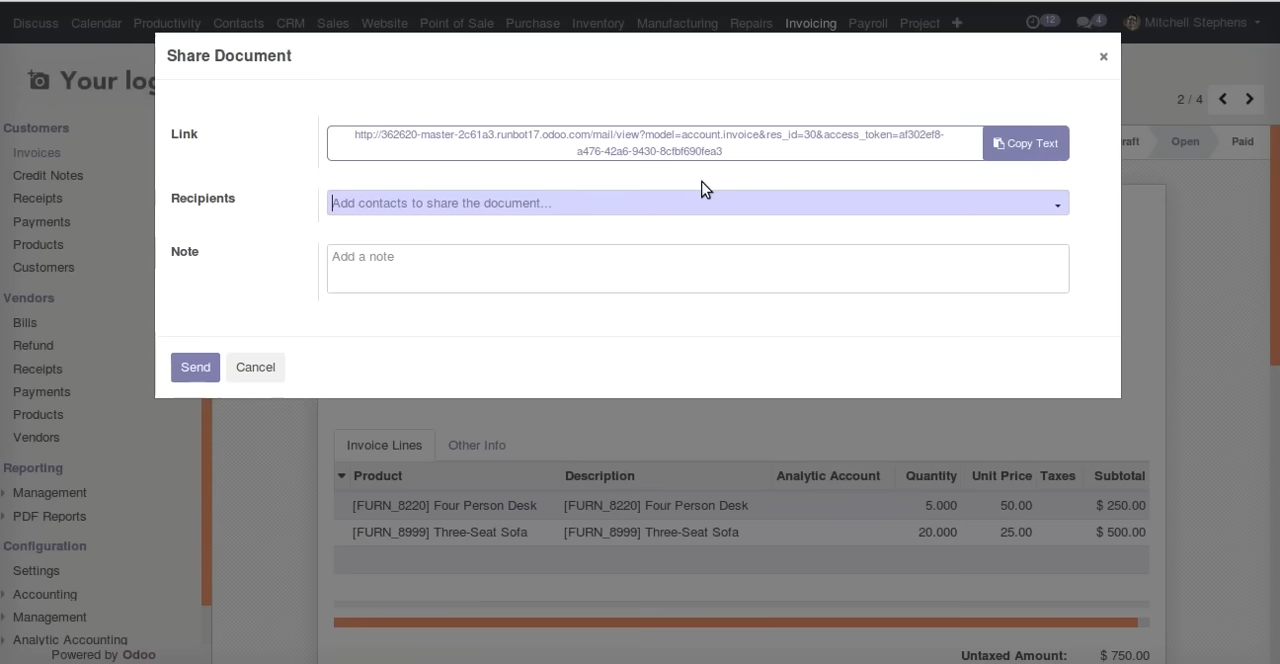 Discuss Calendar Productivity Contacts CRM Sales Website Point of Sale Purchase Inventory Manufacturing Repairs Invoicing Payroll Project + 12 4 Mitchell Stephens
Share Document ×
Your log
2 / 4
Link
http://362620-master-2c61a3.runbot17.odoo.com/mail/view?model=account.invoice&res_id=30&access_token=af302ef8-
a476-42a6-9430-8cfbf690fea3
Copy Text
raft Open Paid
Recipients
Add contacts to share the document...
Note
Add a note
Send Cancel
Customers
Invoices
Credit Notes
Receipts
Payments
Products
Customers
Vendors
Bills
Refund
Receipts
Payments
Products
Vendors
Reporting
Management
PDF Reports
Configuration
Settings
Accounting
Management
Analytic Accounting
Powered by Odoo
Invoice Lines Other Info
Product Description Analytic Account Quantity Unit Price Taxes Subtotal
[FURN_8220] Four Person Desk [FURN_8220] Four Person Desk 5.000 50.00 $ 250.00
[FURN_8999] Three-Seat Sofa [FURN_8999] Three-Seat Sofa 20.000 25.00 $ 500.00
Untaxed Amount: $ 750.00